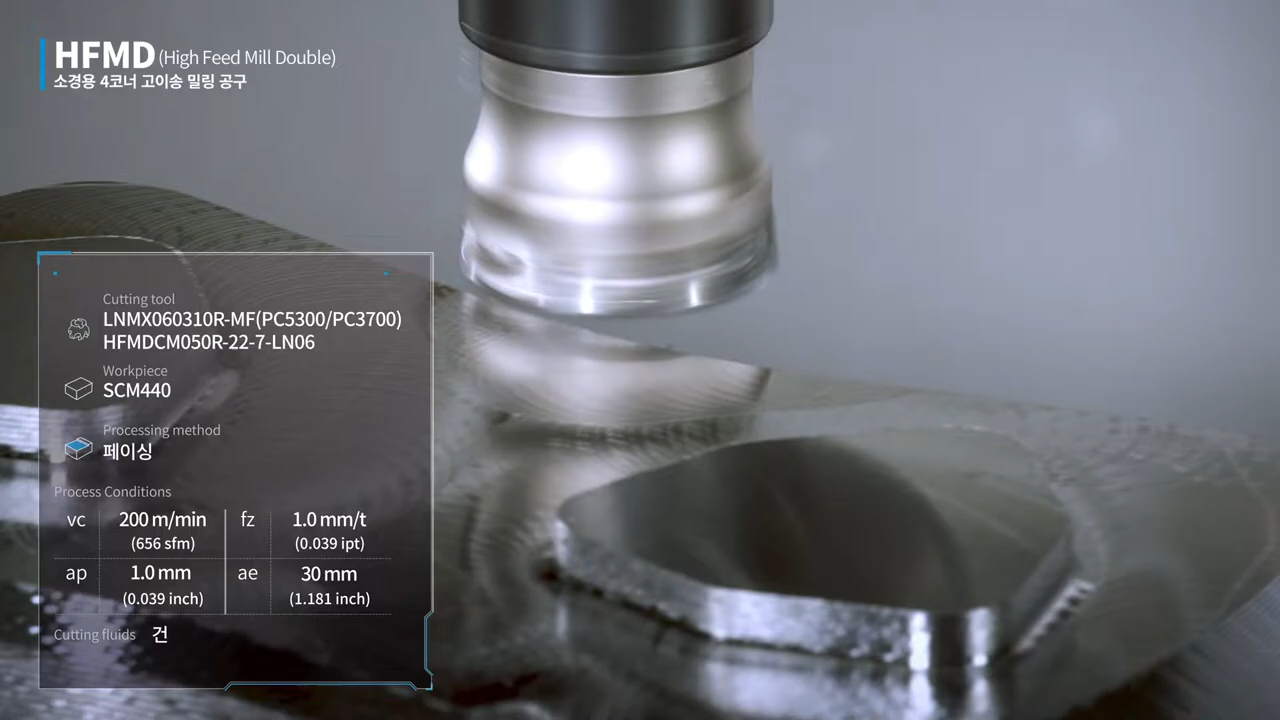 HFMD (High Feed Mill Double)
소경용 4코너 고이송 밀링 공구
Cutting tool
LNMX060310R-MF(PC5300/PC3700)
HFMDCM050R-22-7-LN06
Workpiece
SCM440
Processing method
페이싱
Process Conditions
vc 200 m/min fz 1.0 mm/t
(656 sfm) (0.039 ipt)
ap 1.0 mm ae 30 mm
(0.039 inch) (1.181 inch)
Cutting fluids 건